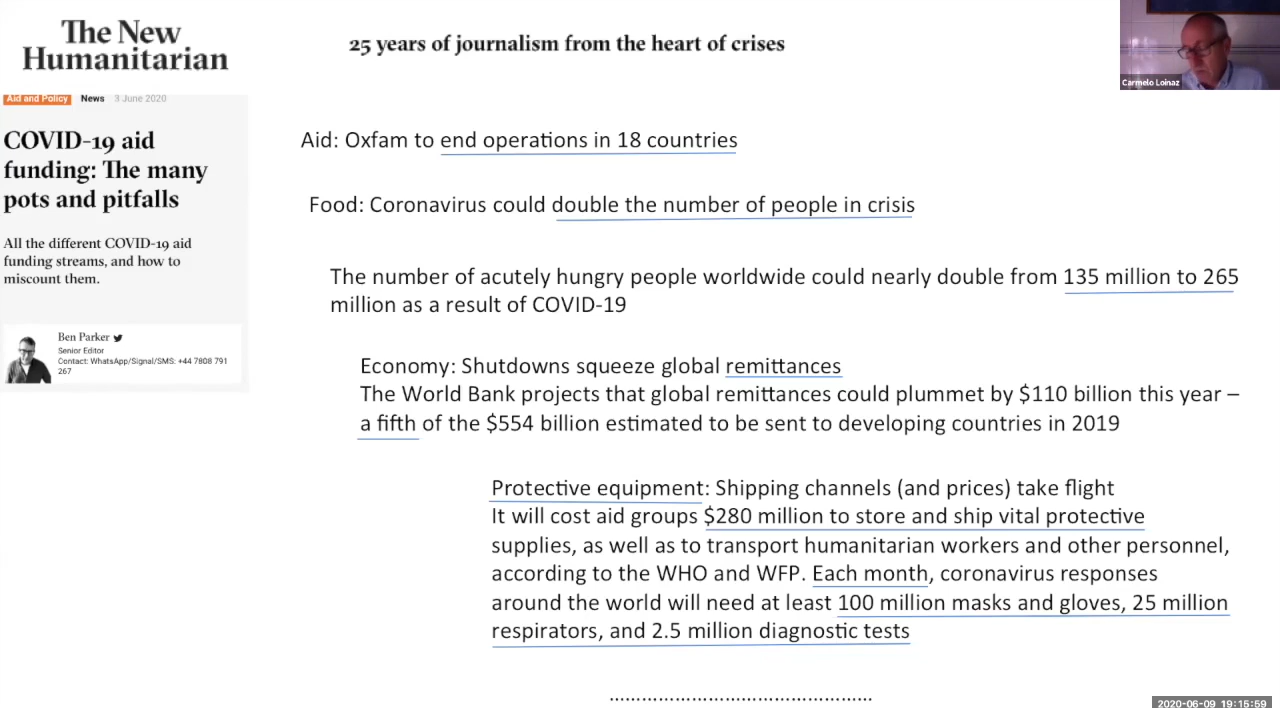 The New
Humanitarian
25 years of journalism from the heart of crises
Carmelo Loinaz
Aid and Policy News 3 June 2020
COVID-19 aid
funding: The many
pots and pitfalls
All the different COVID-19 aid
funding streams, and how to
miscount them.
Ben Parker
Senior Editor
Contact: WhatsApp/Signal/SMS: +44 7808 791
267
Aid: Oxfam to end operations in 18 countries
Food: Coronavirus could double the number of people in crisis
The number of acutely hungry people worldwide could nearly double from 135 million to 265
million as a result of COVID-19
Economy: Shutdowns squeeze global remittances
The World Bank projects that global remittances could plummet by $110 billion this year –
a fifth of the $554 billion estimated to be sent to developing countries in 2019
Protective equipment: Shipping channels (and prices) take flight
It will cost aid groups $280 million to store and ship vital protective
supplies, as well as to transport humanitarian workers and other personnel,
according to the WHO and WFP. Each month, coronavirus responses
around the world will need at least 100 million masks and gloves, 25 million
respirators, and 2.5 million diagnostic tests
................................................
2020-06-09 19:15:59